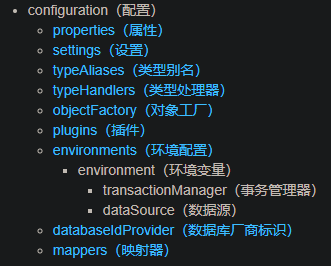 configuration（配置）
properties（属性）
settings（设置）
typeAliases（类型别名）
typeHandlers（类型处理器）
objectFactory（对象工厂）
plugins（插件）
environments（环境配置）
environment（环境变量）
transactionManager（事务管理器）
dataSource（数据源）
databaseIdProvider（数据库厂商标识）
mappers（映射器）